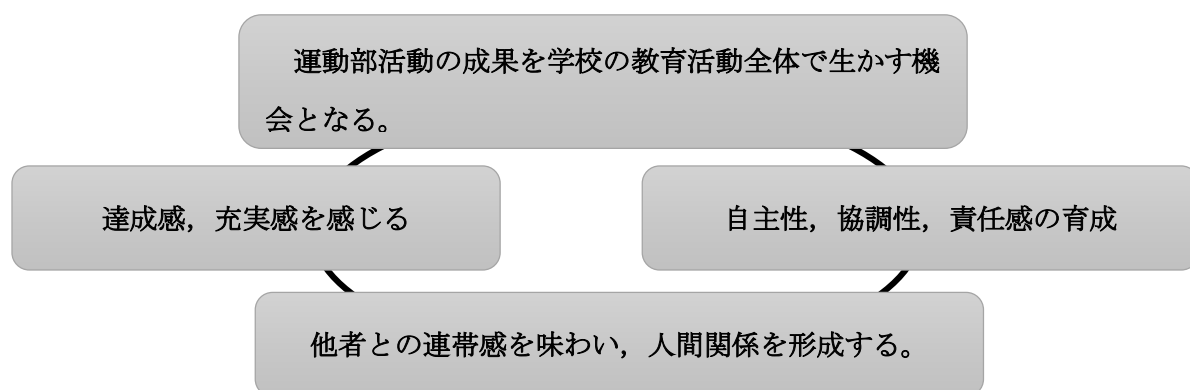 運動部活動の成果を学校の教育活動全体で生かす機
会となる。
達成感，充実感を感じる
自主性，協調性，責任感の育成
他者との連帯感を味わい，人間関係を形成する。